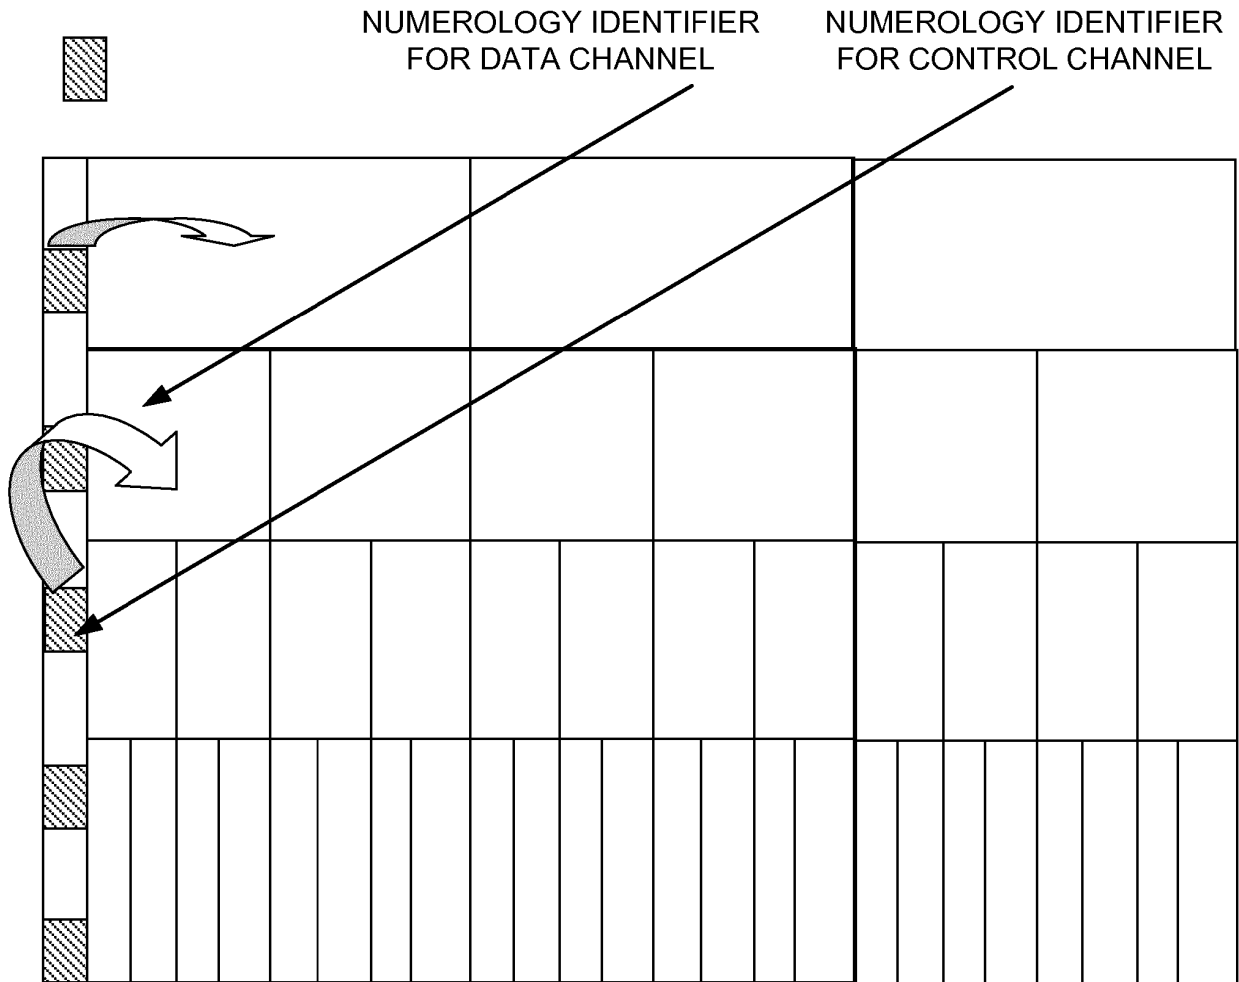 NUMEROLOGY IDENTIFIER
FOR DATA CHANNEL
NUMEROLOGY IDENTIFIER
FOR CONTROL CHANNEL